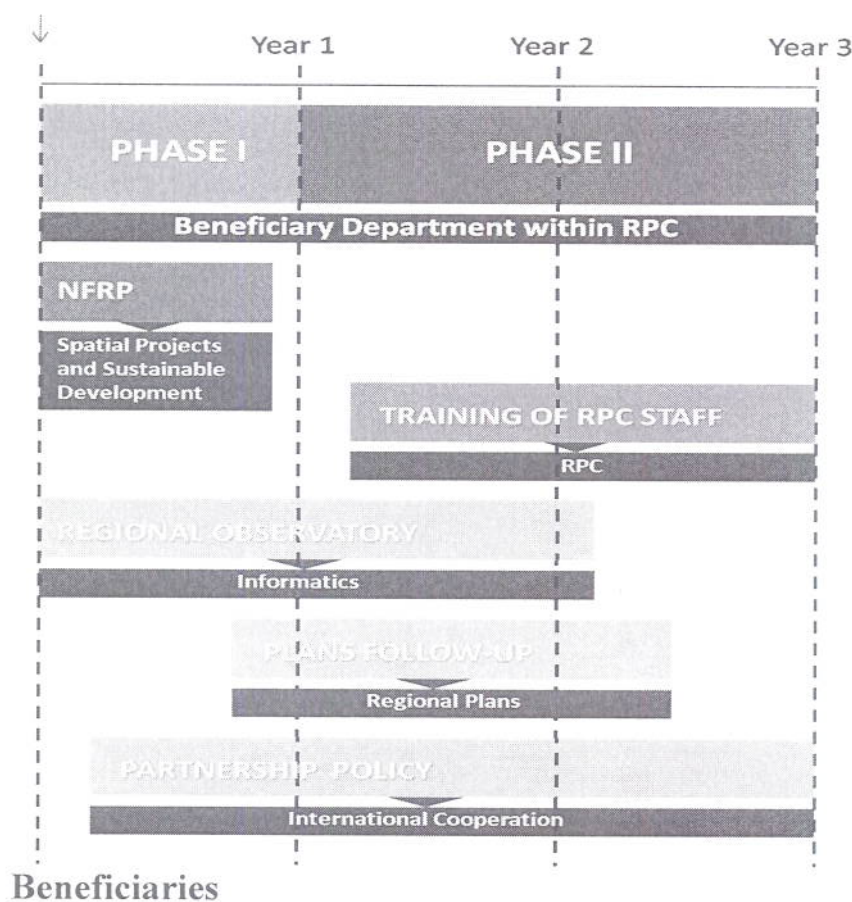 Year 1 Year 2 Year 3
PHASE I PHASE II
Beneficiary Department within RPC
NFRP
Spatial Projects
and Sustainable
Development
TRAINING OF RPC STAFF
RPC
REGIONAL OBSERVATORY
Informatics
PLANS FOLLOW-UP
Regional Plans
PARTNERSHIP POLICY
International Cooperation
Beneficiaries